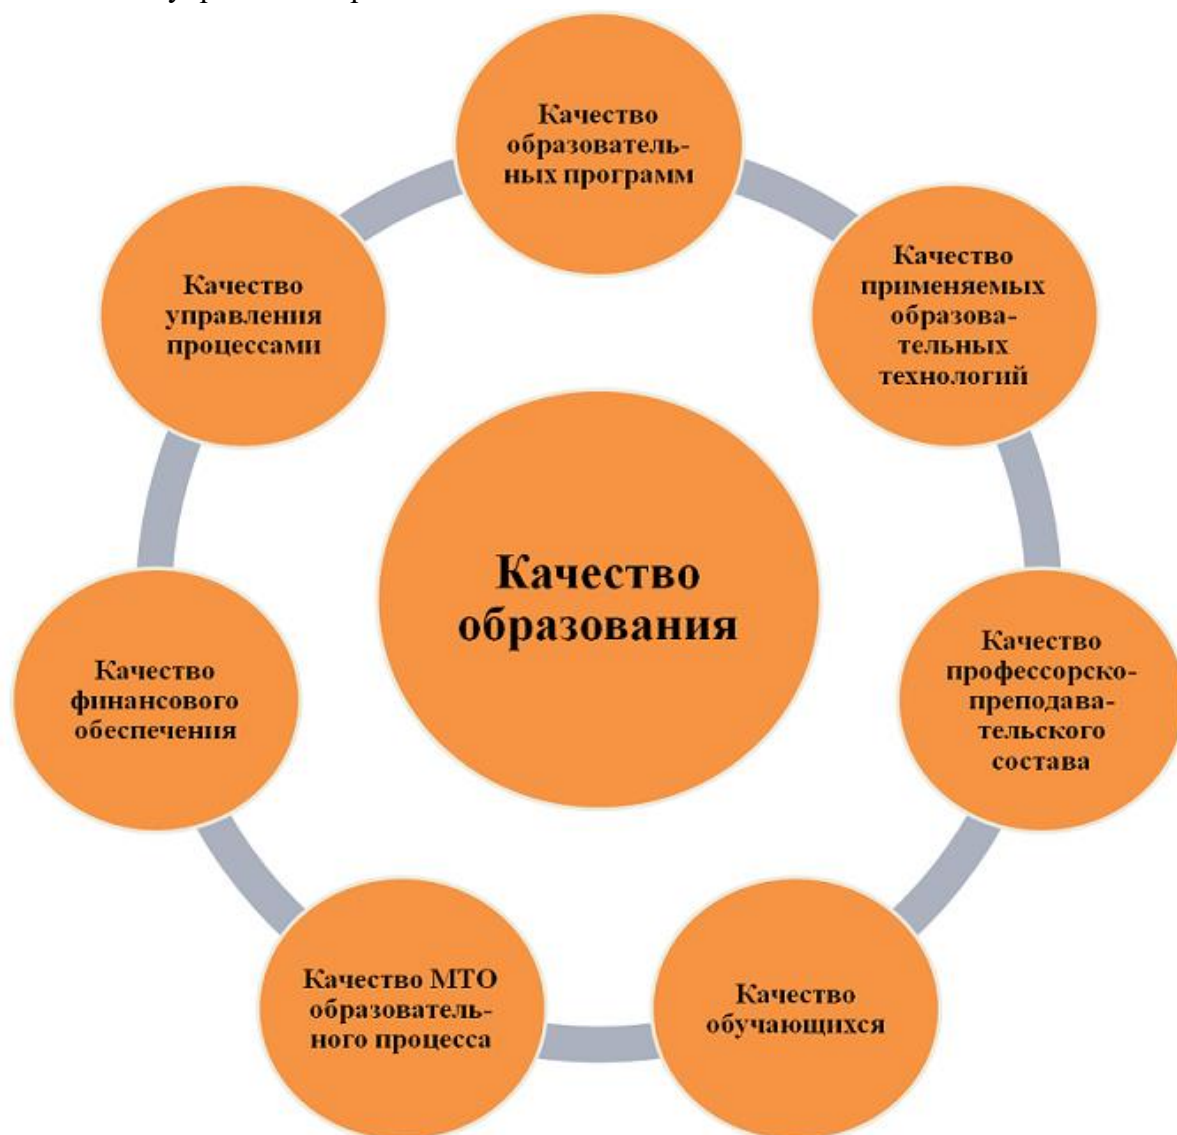 Качество
образователь-
ных программ
Качество
применяемых
образова-
тельных
технологий
Качество
управления
процессами
Качество
образования
Качество
профессорско-
преподава-
тельского
состава
Качество
финансового
обеспечения
Качество МТО
образователь-
ного процесса
Качество
обучающихся